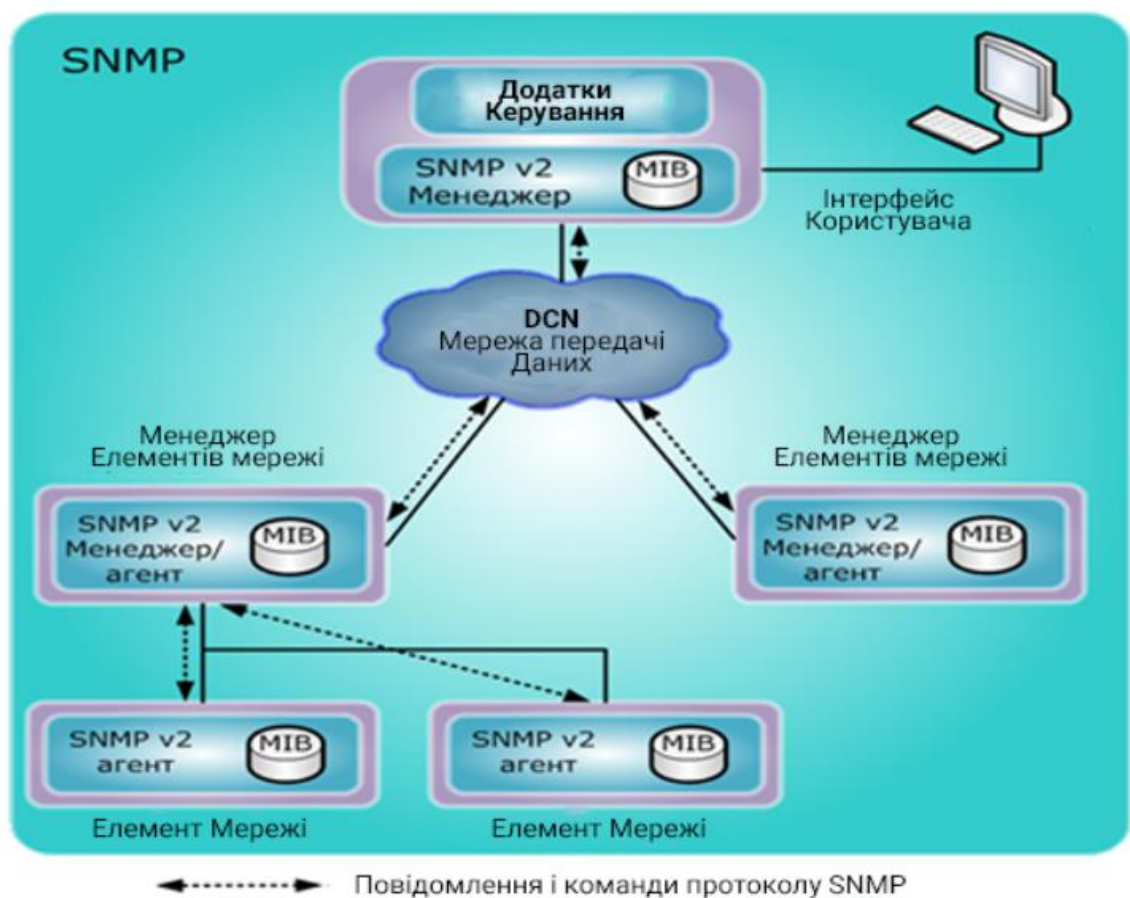 SNMP
Додатки
Керування
SNMP v2
Менеджер
MIB
Інтерфейс
Користувача
DCN
Мережа передачі
Даних
Менеджер
Елементів мережі
SNMP v2
Менеджер/
агент
MIB
Менеджер
Елементів мережі
SNMP v2
Менеджер/
агент
MIB
SNMP v2
агент
MIB
Елемент Мережі
SNMP v2
агент
MIB
Елемент Мережі
Повідомлення і команди протоколу SNMP